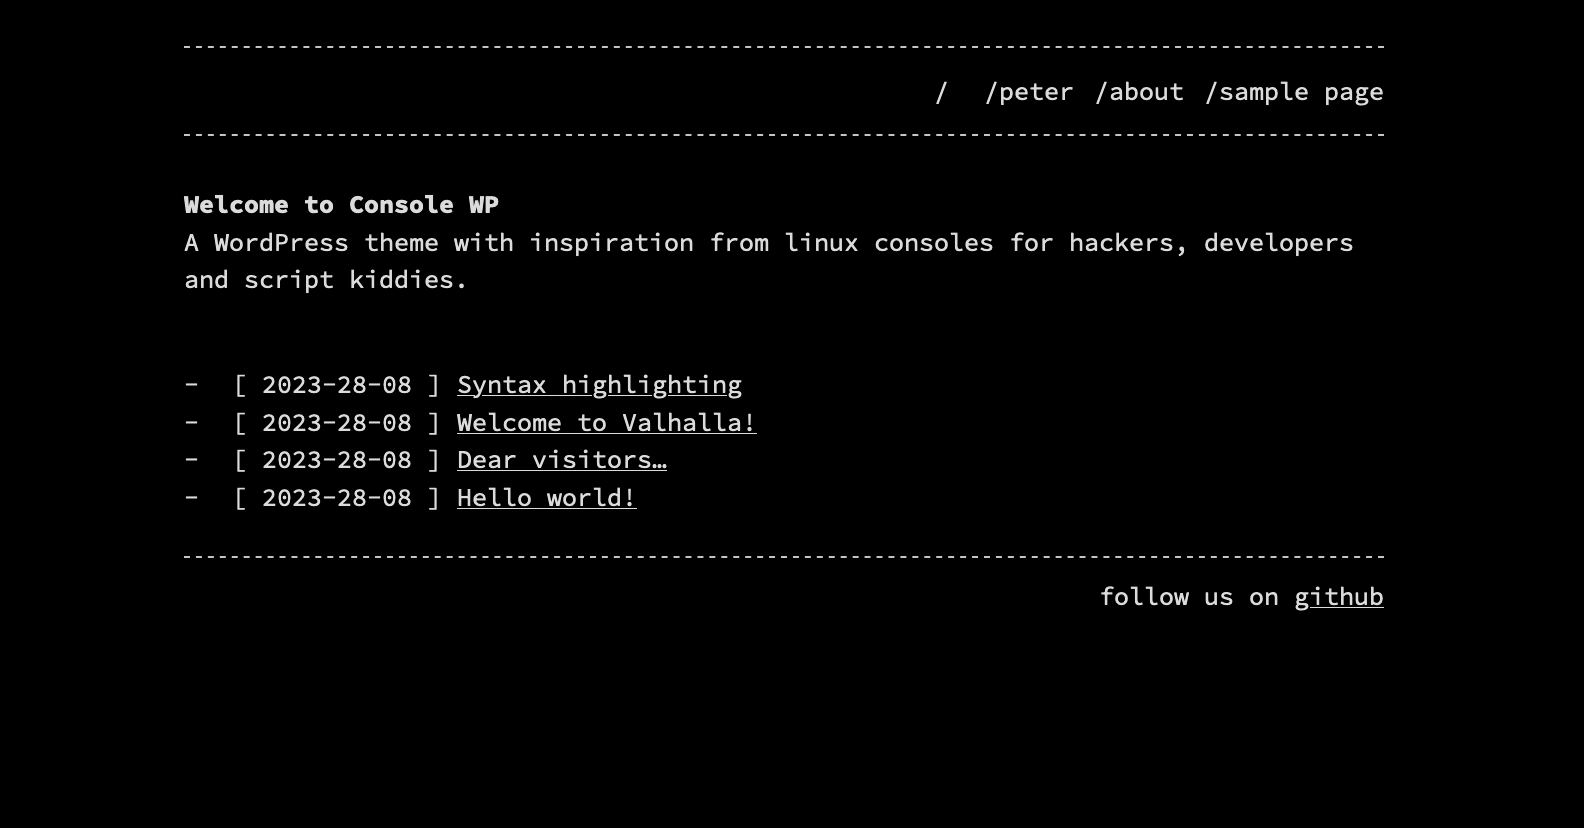 / /peter /about /sample page
Welcome to Console WP
A WordPress theme with inspiration from linux consoles for hackers, developers
and script kiddies.
- [ 2023-28-08 ] Syntax highlighting
- [ 2023-28-08 ] Welcome to Valhalla!
- [ 2023-28-08 ] Dear visitors…
- [ 2023-28-08 ] Hello world!
follow us on github